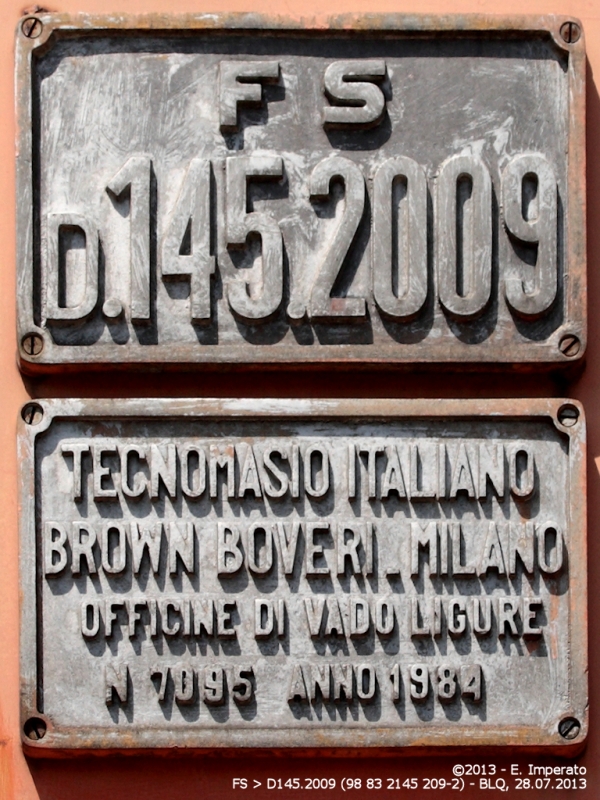 F S
D.145.2009
TECNOMASIO ITALIANO
BROWN BOVERI_MILANO
OFFICINE DI VADO LIGURE
N 7095 ANNO 1984
©2013 - E. Imperato
FS > D145.2009 (98 83 2145 209-2) - BLQ, 28.07.2013